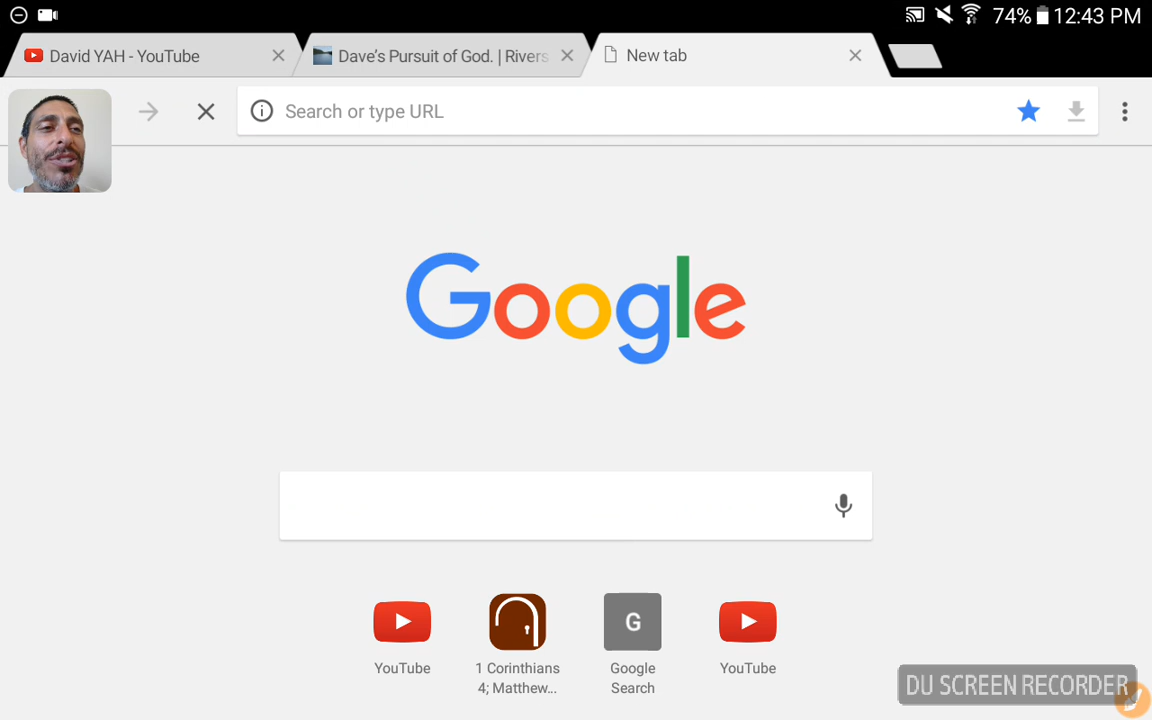 74% 12:43 PM
David YAH - YouTube
Dave's Pursuit of God. | Rivers
New tab
Search or type URL
Google
YouTube
1 Corinthians
4; Matthew...
G
Google
Search
YouTube
DU SCREEN RECORDER